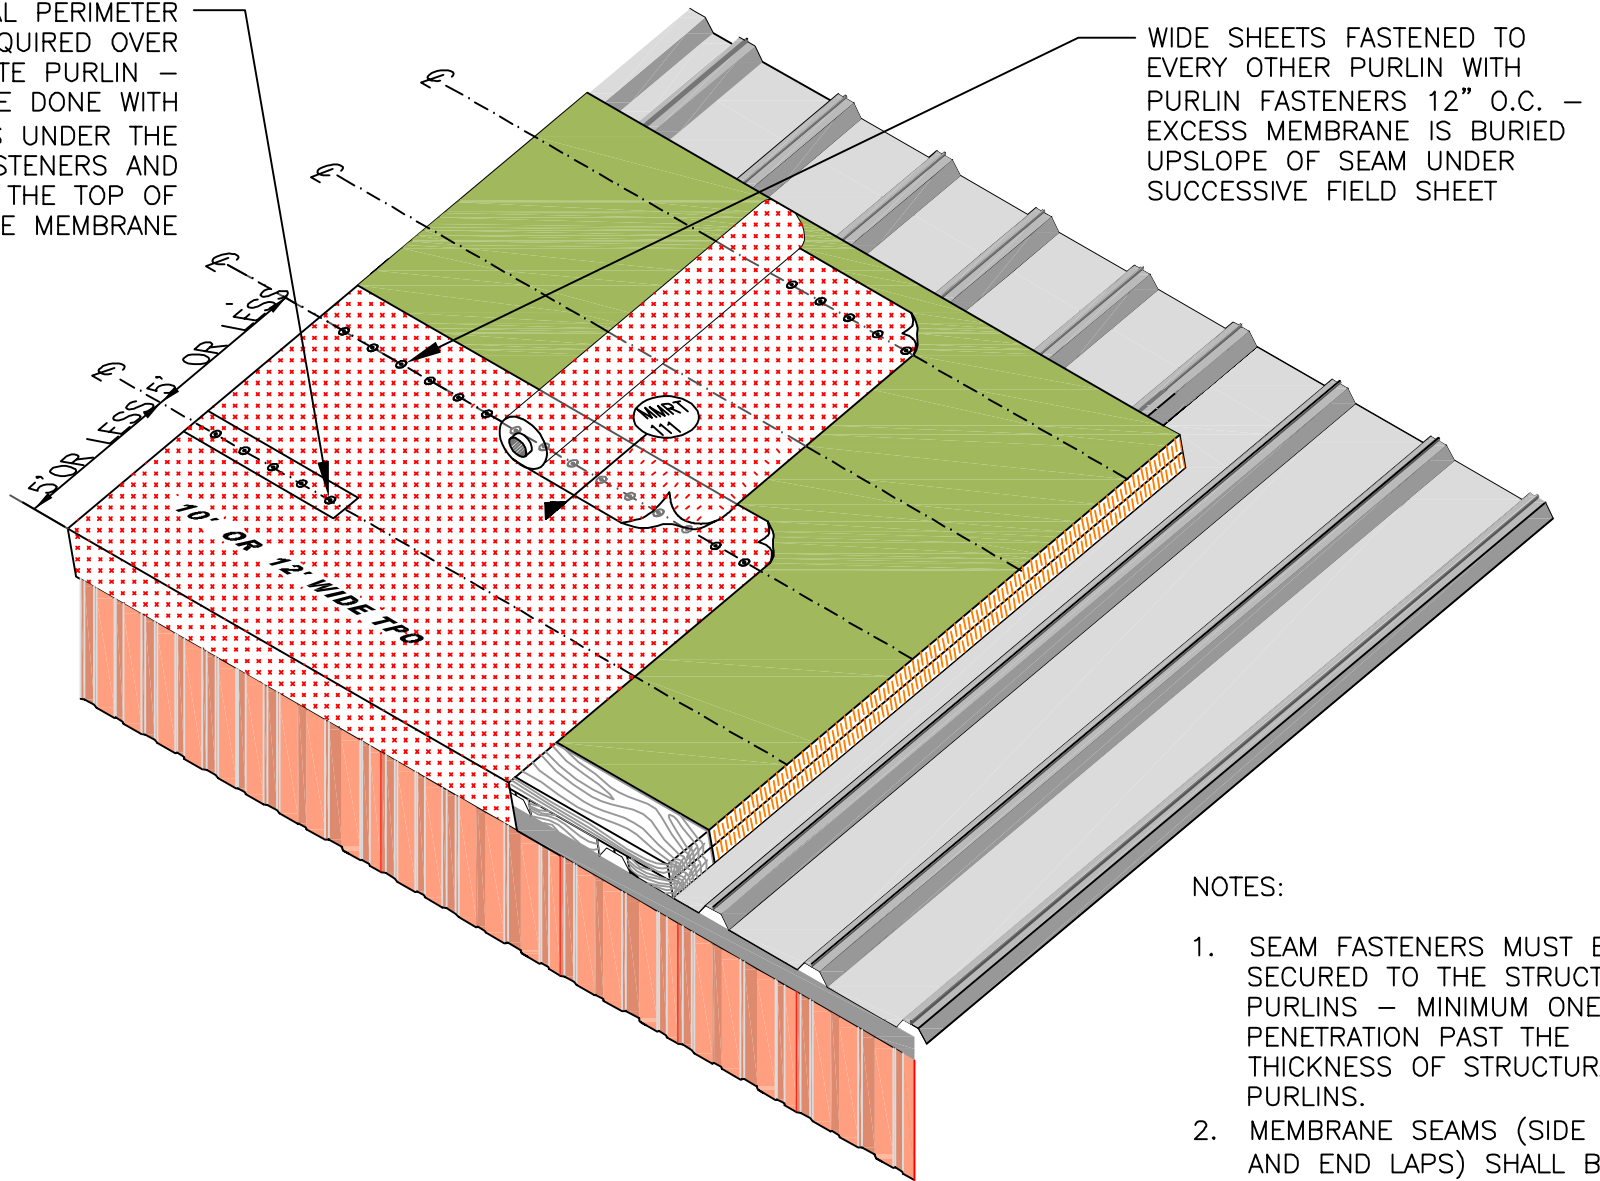 AL PERIMETER
QUIRED OVER
TE PURLIN –
E DONE WITH
S UNDER THE
STENERS AND
THE TOP OF
E MEMBRANE
WIDE SHEETS FASTENED TO
EVERY OTHER PURLIN WITH
PURLIN FASTENERS 12" O.C. –
EXCESS MEMBRANE IS BURIED
UPSLOPE OF SEAM UNDER
SUCCESSIVE FIELD SHEET
℄
℄
℄
℄
5' OR LESS
5' OR LESS
MMRT
111
10' OR 12' WIDE TPO
NOTES:
1. SEAM FASTENERS MUST B
SECURED TO THE STRUCT
PURLINS – MINIMUM ONE
PENETRATION PAST THE
THICKNESS OF STRUCTURA
PURLINS.
2. MEMBRANE SEAMS (SIDE
AND END LAPS) SHALL B